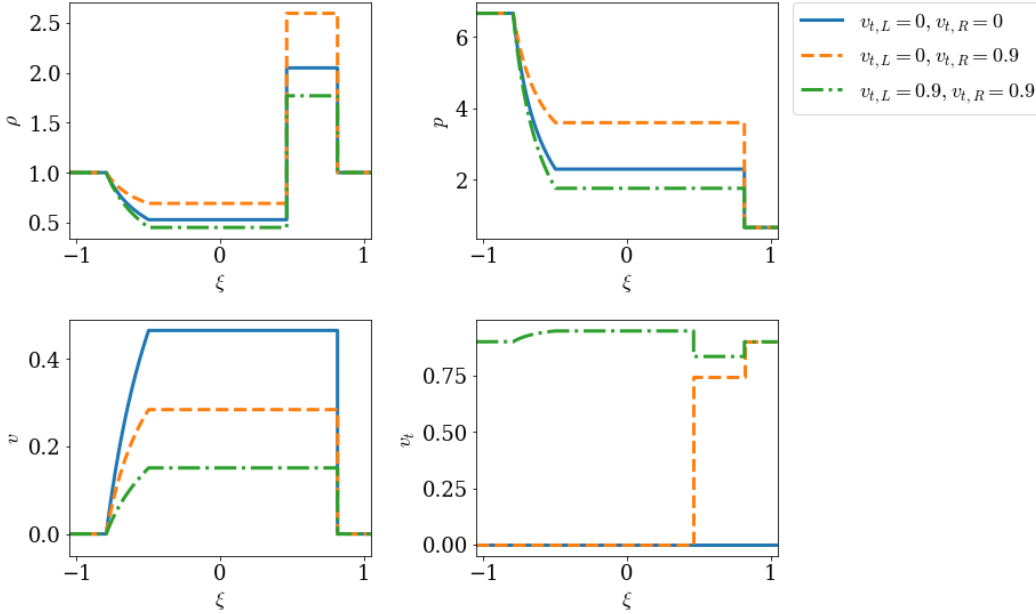 2.5
2.0
1.5
1.0
0.5
ρ
−1
0
1
ξ
6
4
2
p
−1
0
1
ξ
v_{t,L} = 0, v_{t,R} = 0
v_{t,L} = 0, v_{t,R} = 0.9
v_{t,L} = 0.9, v_{t,R} = 0.9
0.4
0.2
0.0
v
−1
0
1
ξ
0.75
0.50
0.25
0.00
v_t
−1
0
1
ξ